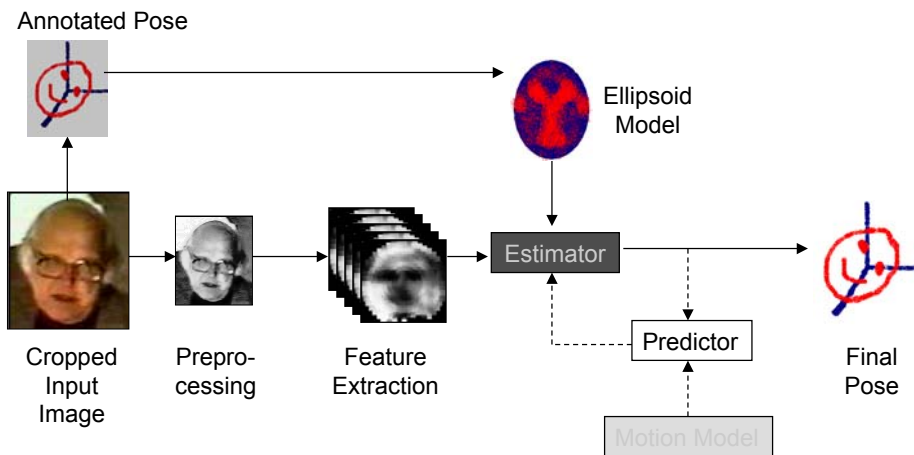 Annotated Pose
Ellipsoid
Model
Estimator
Predictor
Motion Model
Cropped
Input
Image
Prepro-
cessing
Feature
Extraction
Final
Pose